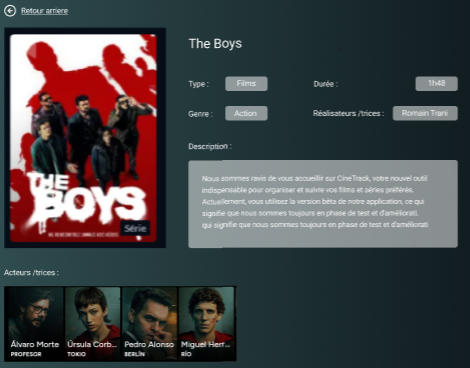 Retour arriere
The Boys
Type :
Films
Durée :
1h48
Genre :
Action
Réalisateurs /trices :
Romain Trani
Description :
Nous sommes ravis de vous accueillir sur CineTrack, votre nouvel outil
indispensable pour organiser et suivre vos films et séries préférés.
Actuellement, vous utilisez la version bêta de notre application, ce qui
signifie que nous sommes toujours en phase de test et d'améliorati.
qui signifie que nous sommes toujours en phase de test et d'améliorati
THE
BOYS
Série
Acteurs /trices :
Álvaro Morte
PROFESOR
Úrsula Corb...
TOKIO
Pedro Alonso
BERLÍN
Miguel Herr...
RÍO